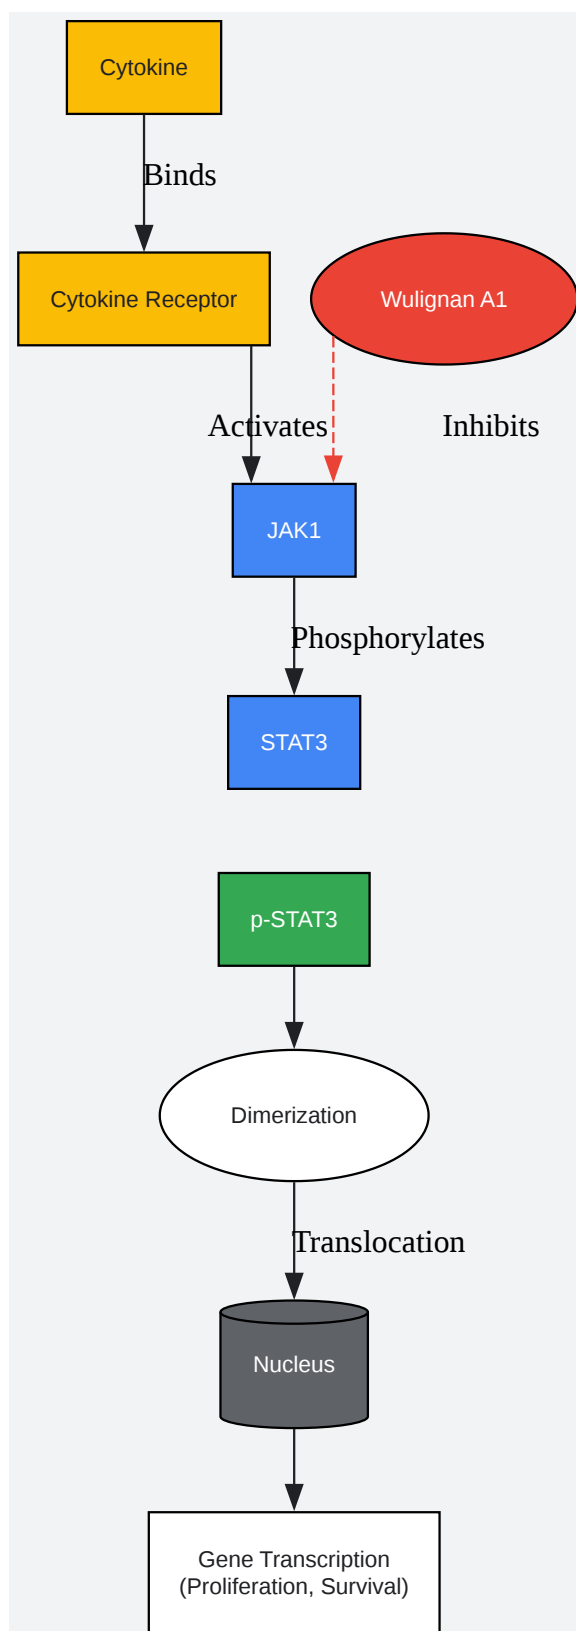 Cytokine
Binds
Cytokine Receptor
Wulignan A1
Activates
Inhibits
JAK1
Phosphorylates
STAT3
p-STAT3
Dimerization
Translocation
Nucleus
Gene Transcription
(Proliferation, Survival)